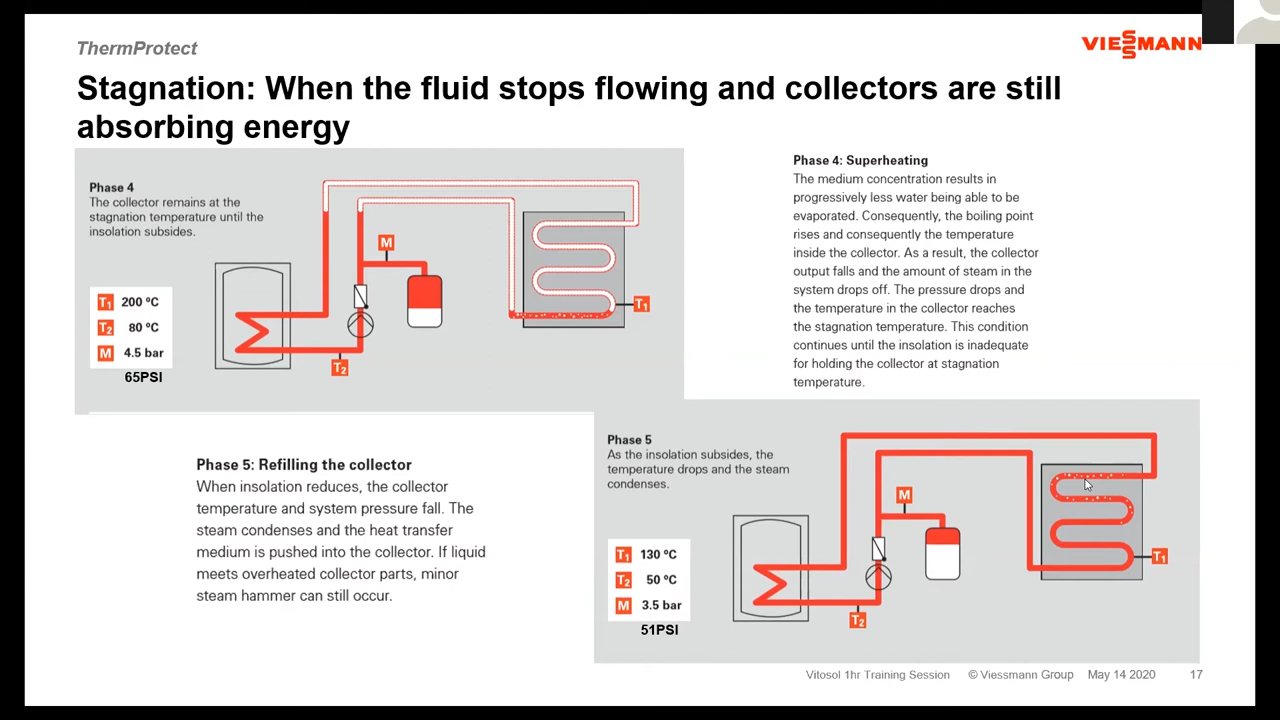 ThermProtect
VIESSMANN
Stagnation: When the fluid stops flowing and collectors are still
absorbing energy
Phase 4
The collector remains at the
stagnation temperature until the
insolation subsides.
M
T1
T1 200 ºC
T2 80 ºC
M 4.5 bar
65PSI
T2
Phase 4: Superheating
The medium concentration results in
progressively less water being able to be
evaporated. Consequently, the boiling point
rises and consequently the temperature
inside the collector. As a result, the collector
output falls and the amount of steam in the
system drops off. The pressure drops and
the temperature in the collector reaches
the stagnation temperature. This condition
continues until the insolation is inadequate
for holding the collector at stagnation
temperature.
Phase 5: Refilling the collector
When insolation reduces, the collector
temperature and system pressure fall. The
steam condenses and the heat transfer
medium is pushed into the collector. If liquid
meets overheated collector parts, minor
steam hammer can still occur.
Phase 5
As the insolation subsides, the
temperature drops and the steam
condenses.
M
T1
T1 130 ºC
T2 50 ºC
M 3.5 bar
51PSI
T2
Vitosol 1hr Training Session © Viessmann Group May 14 2020 17